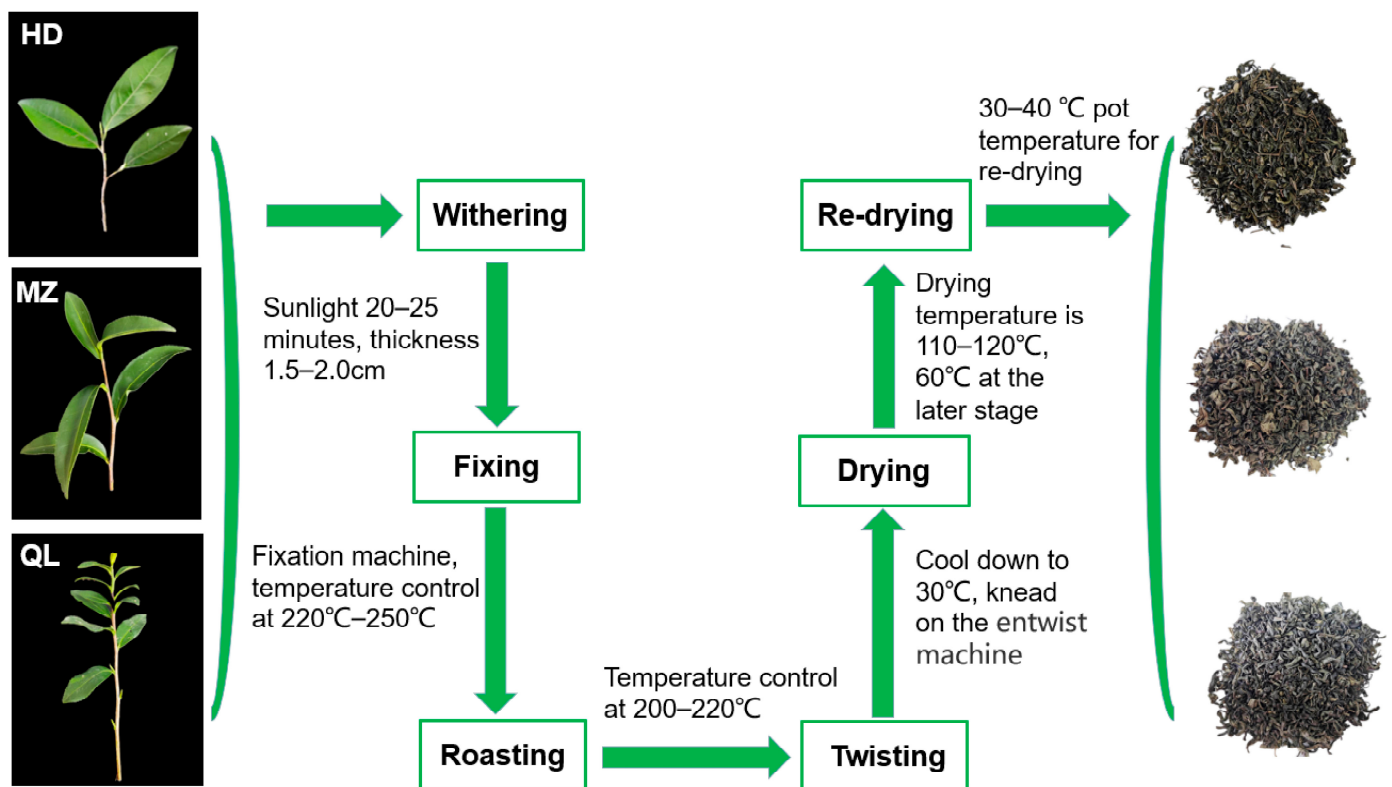 HD
MZ
QL
Withering
Sunlight 20–25
minutes, thickness
1.5–2.0cm
Fixing
Fixation machine,
temperature control
at 220℃–250℃
Roasting
Temperature control
at 200–220℃
Twisting
Cool down to
30℃, knead
on the entwist
machine
Drying
Drying
temperature is
110–120℃,
60℃ at the
later stage
Re-drying
30–40 ℃ pot
temperature for
re-drying